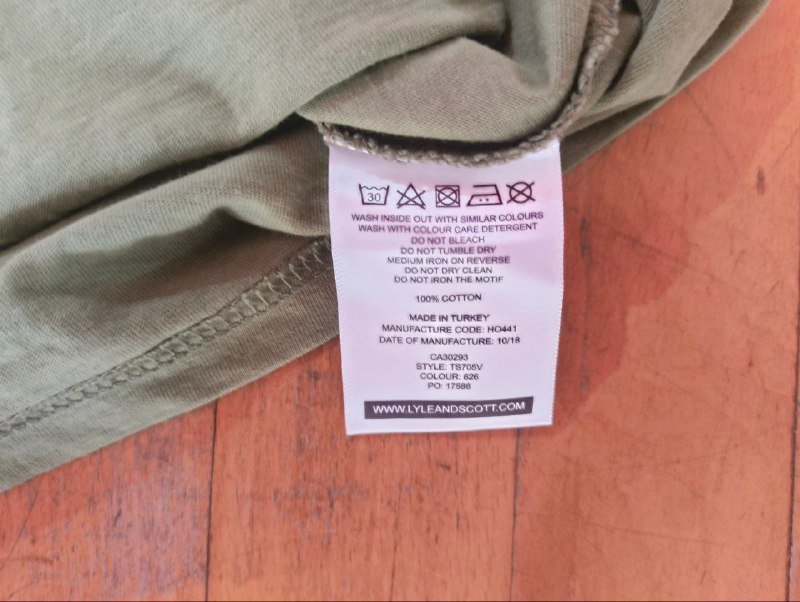 30
WASH INSIDE OUT WITH SIMILAR COLOURS
WASH WITH COLOUR CARE DETERGENT
DO NOT BLEACH
DO NOT TUMBLE DRY
MEDIUM IRON ON REVERSE
DO NOT DRY CLEAN
DO NOT IRON THE MOTIF
100% COTTON
MADE IN TURKEY
MANUFACTURE CODE: HO441
DATE OF MANUFACTURE: 10/18
CA30293
STYLE: TS705V
COLOUR: 626
PO: 17586
WWW.LYLEANDSCOTT.COM